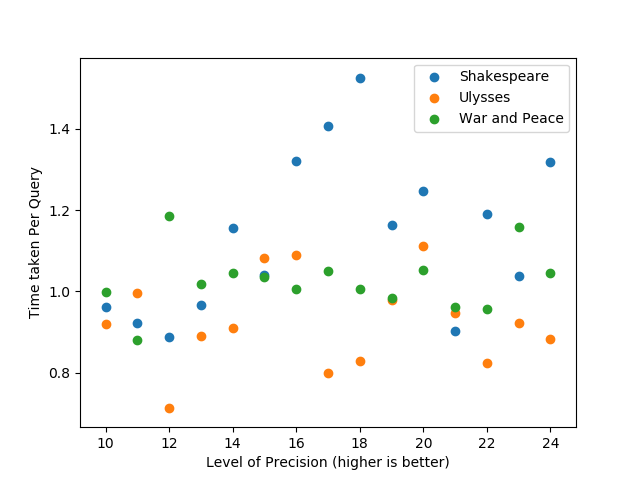 Shakespeare
Ulysses
War and Peace
Time taken Per Query
1.4
1.2
1.0
0.8
10 12 14 16 18 20 22 24
Level of Precision (higher is better)